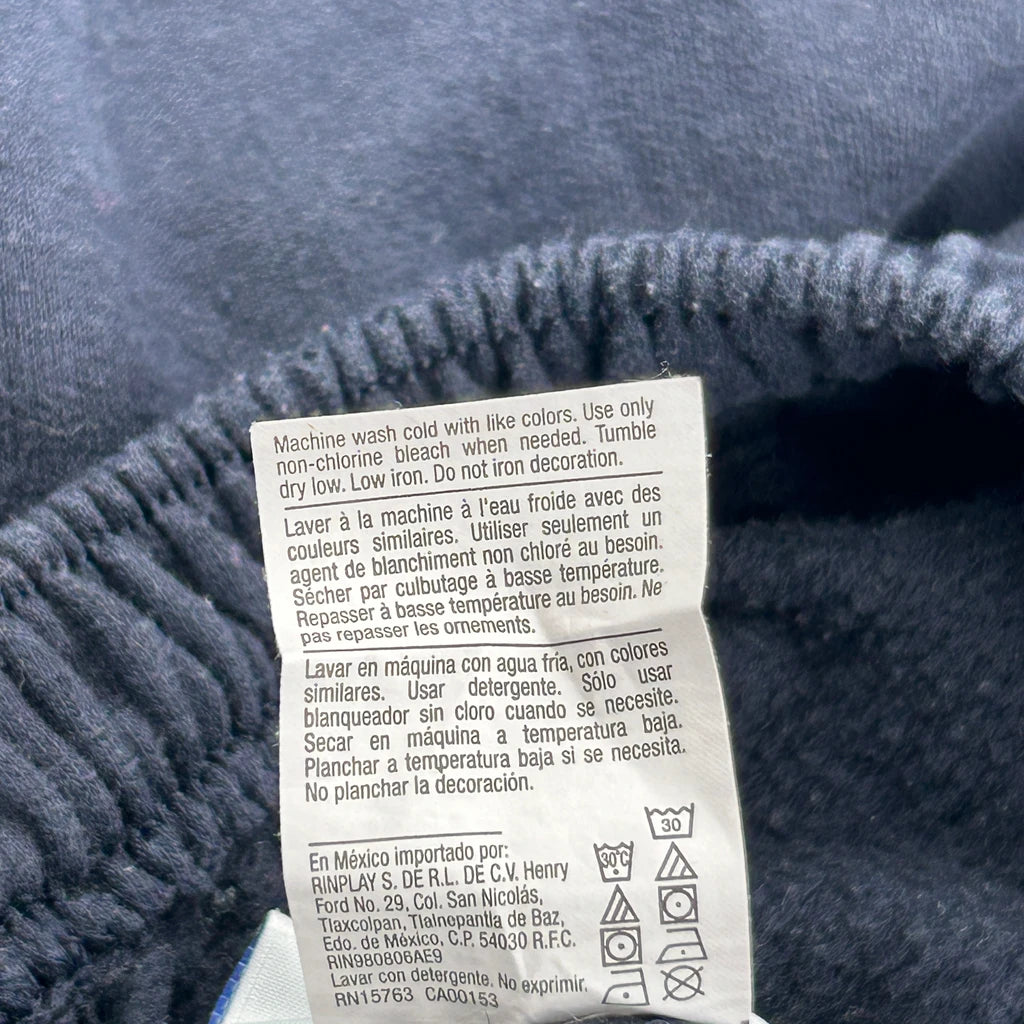 Machine wash cold with like colors. Use only
non-chlorine bleach when needed. Tumble
dry low. Low iron. Do not iron decoration.
Laver à la machine à l'eau froide avec des
couleurs similaires. Utiliser seulement un
agent de blanchiment non chloré au besoin.
Sécher par culbutage à basse température.
Repasser à basse température au besoin. Ne
pas repasser les ornements.
Lavar en máquina con agua fría, con colores
similares. Usar detergente. Sólo usar
blanqueador sin cloro cuando se necesite.
Secar en máquina a temperatura baja.
Planchar a temperatura baja si se necesita.
No planchar la decoración.
30
30°C
En México importado por:
RINPLAY S. DE R.L. DE C.V. Henry
Ford No. 29, Col. San Nicolás,
Tlaxcolpan, Tlalnepantla de Baz,
Edo. de México, C.P. 54030 R.F.C.
RIN980806AE9
Lavar con detergente. No exprimir.
RN15763 CA00153